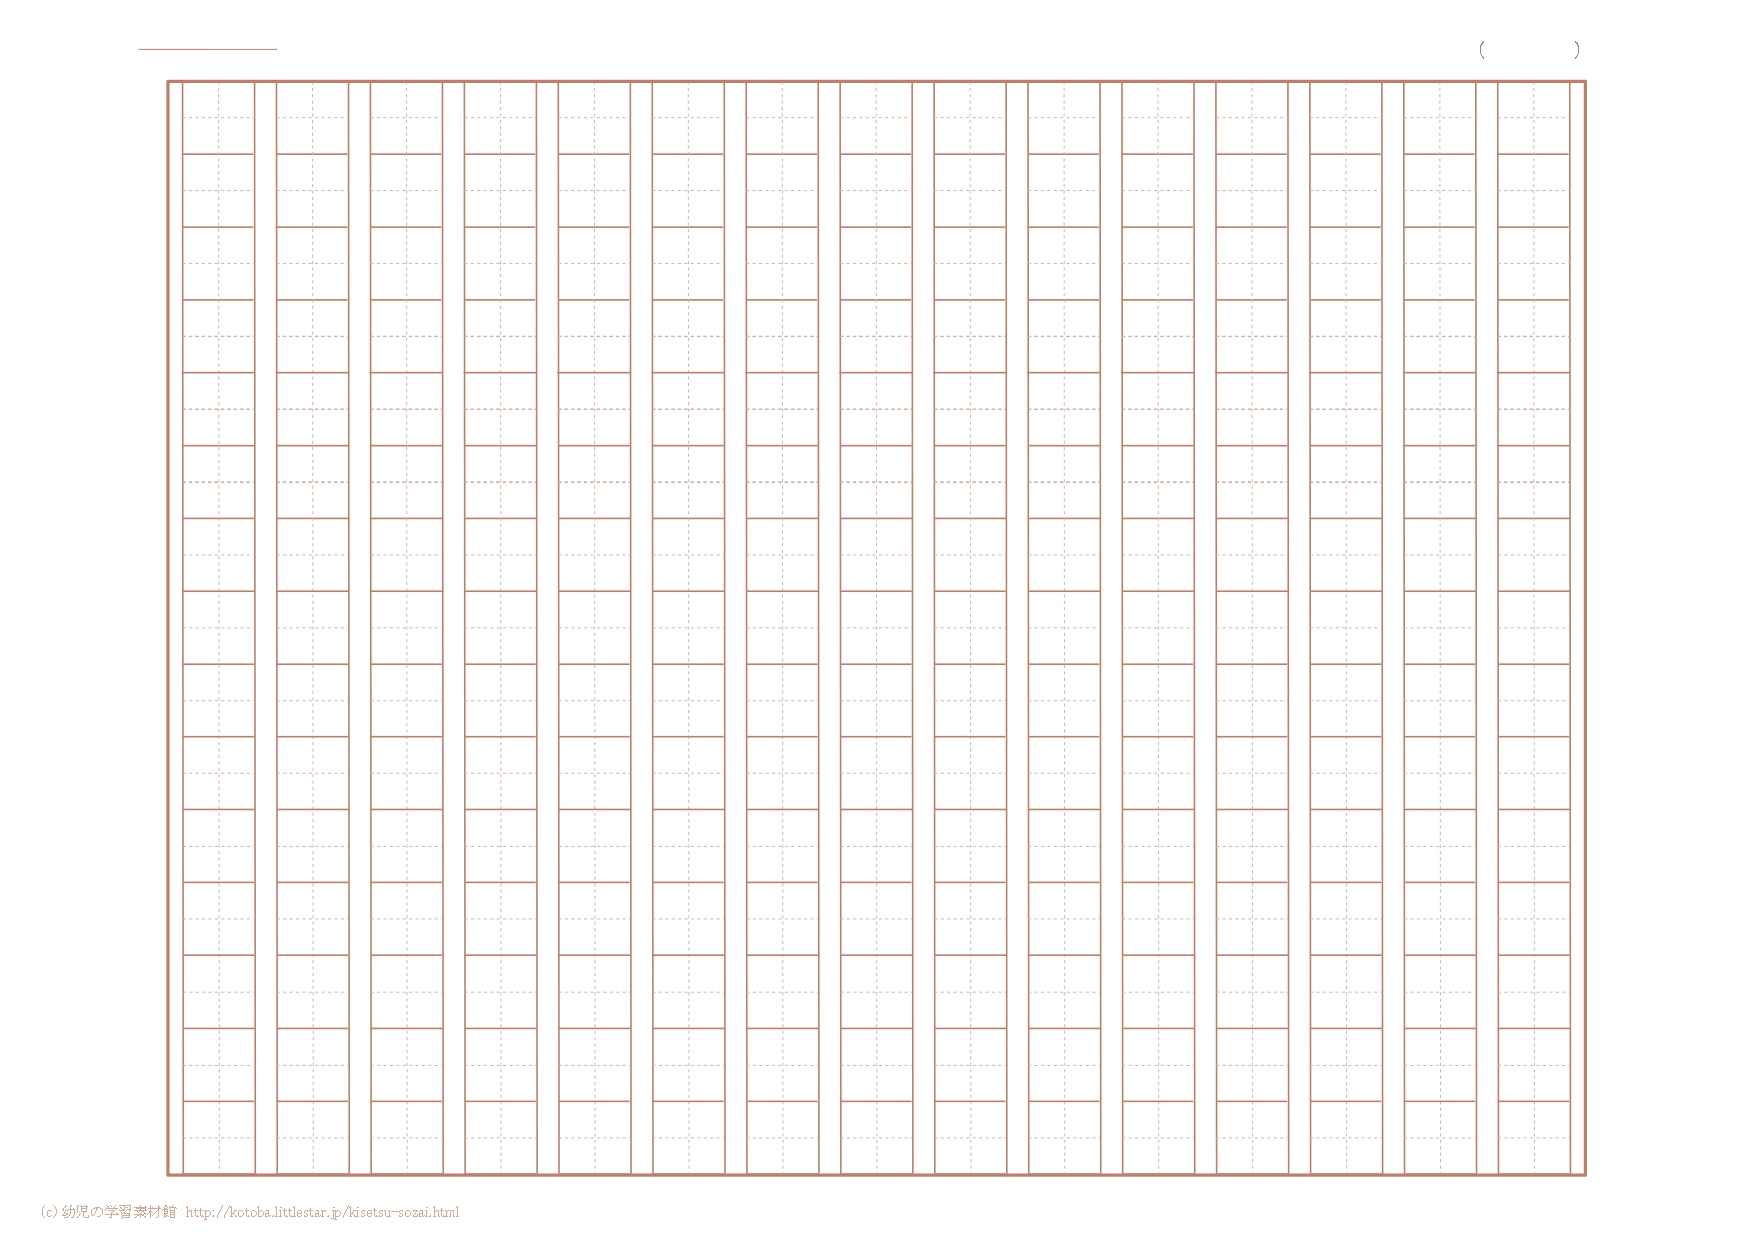 (　　　)
(c) 幼児の学習素材館 http://kotoba.littlestar.jp/kisetsu-sozai.html